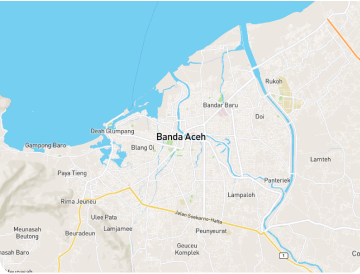 Rukoh
Bandar Baru
Doi
Deah Glumpang
Banda Aceh
Gampong Baro
Blang Oi
Lamteh
Paya Tieng
Panteriek
Rima Jeuneu
Lampaloh
Ulee Pata
Jalan Soekarno-Hatta
Meunasah
Beutong
Beuradeun
Lamjamee
Peunjeurat
Geuceu
Komplek
1